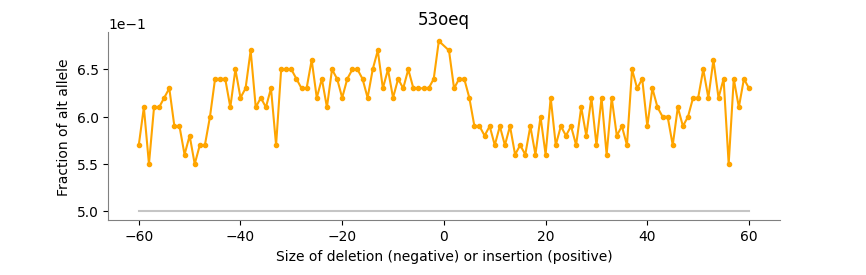 53oeq
1e−1
6.5
6.0
5.5
5.0
Fraction of alt allele
−60 −40 −20 0 20 40 60
Size of deletion (negative) or insertion (positive)